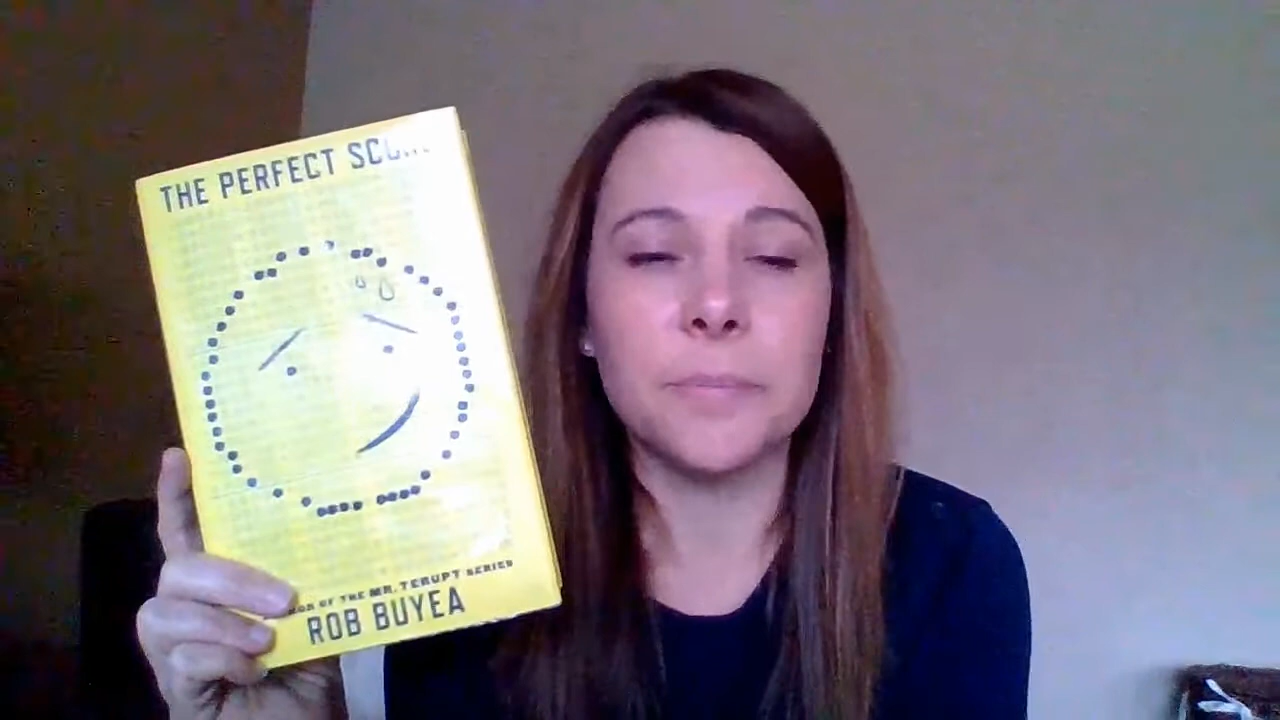 THE PERFECT
OF THE MR. TERUPT SERIES
ROB BUYEA